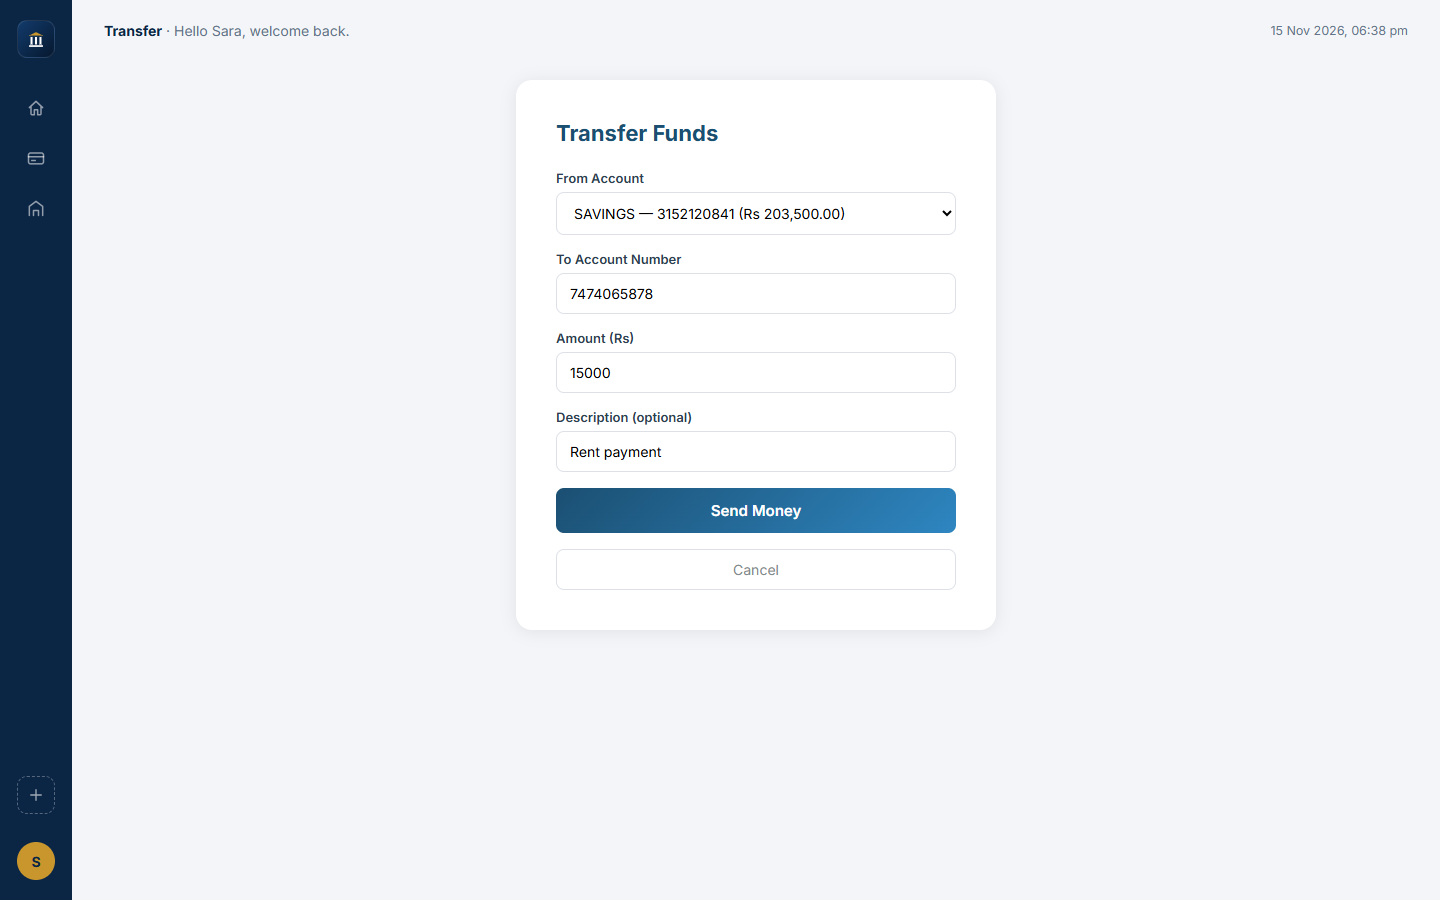 Transfer · Hello Sara, welcome back.
15 Nov 2026, 06:38 pm
Transfer Funds
From Account
SAVINGS — 3152120841 (Rs 203,500.00)
To Account Number
7474065878
Amount (Rs)
15000
Description (optional)
Rent payment
Send Money
Cancel
S